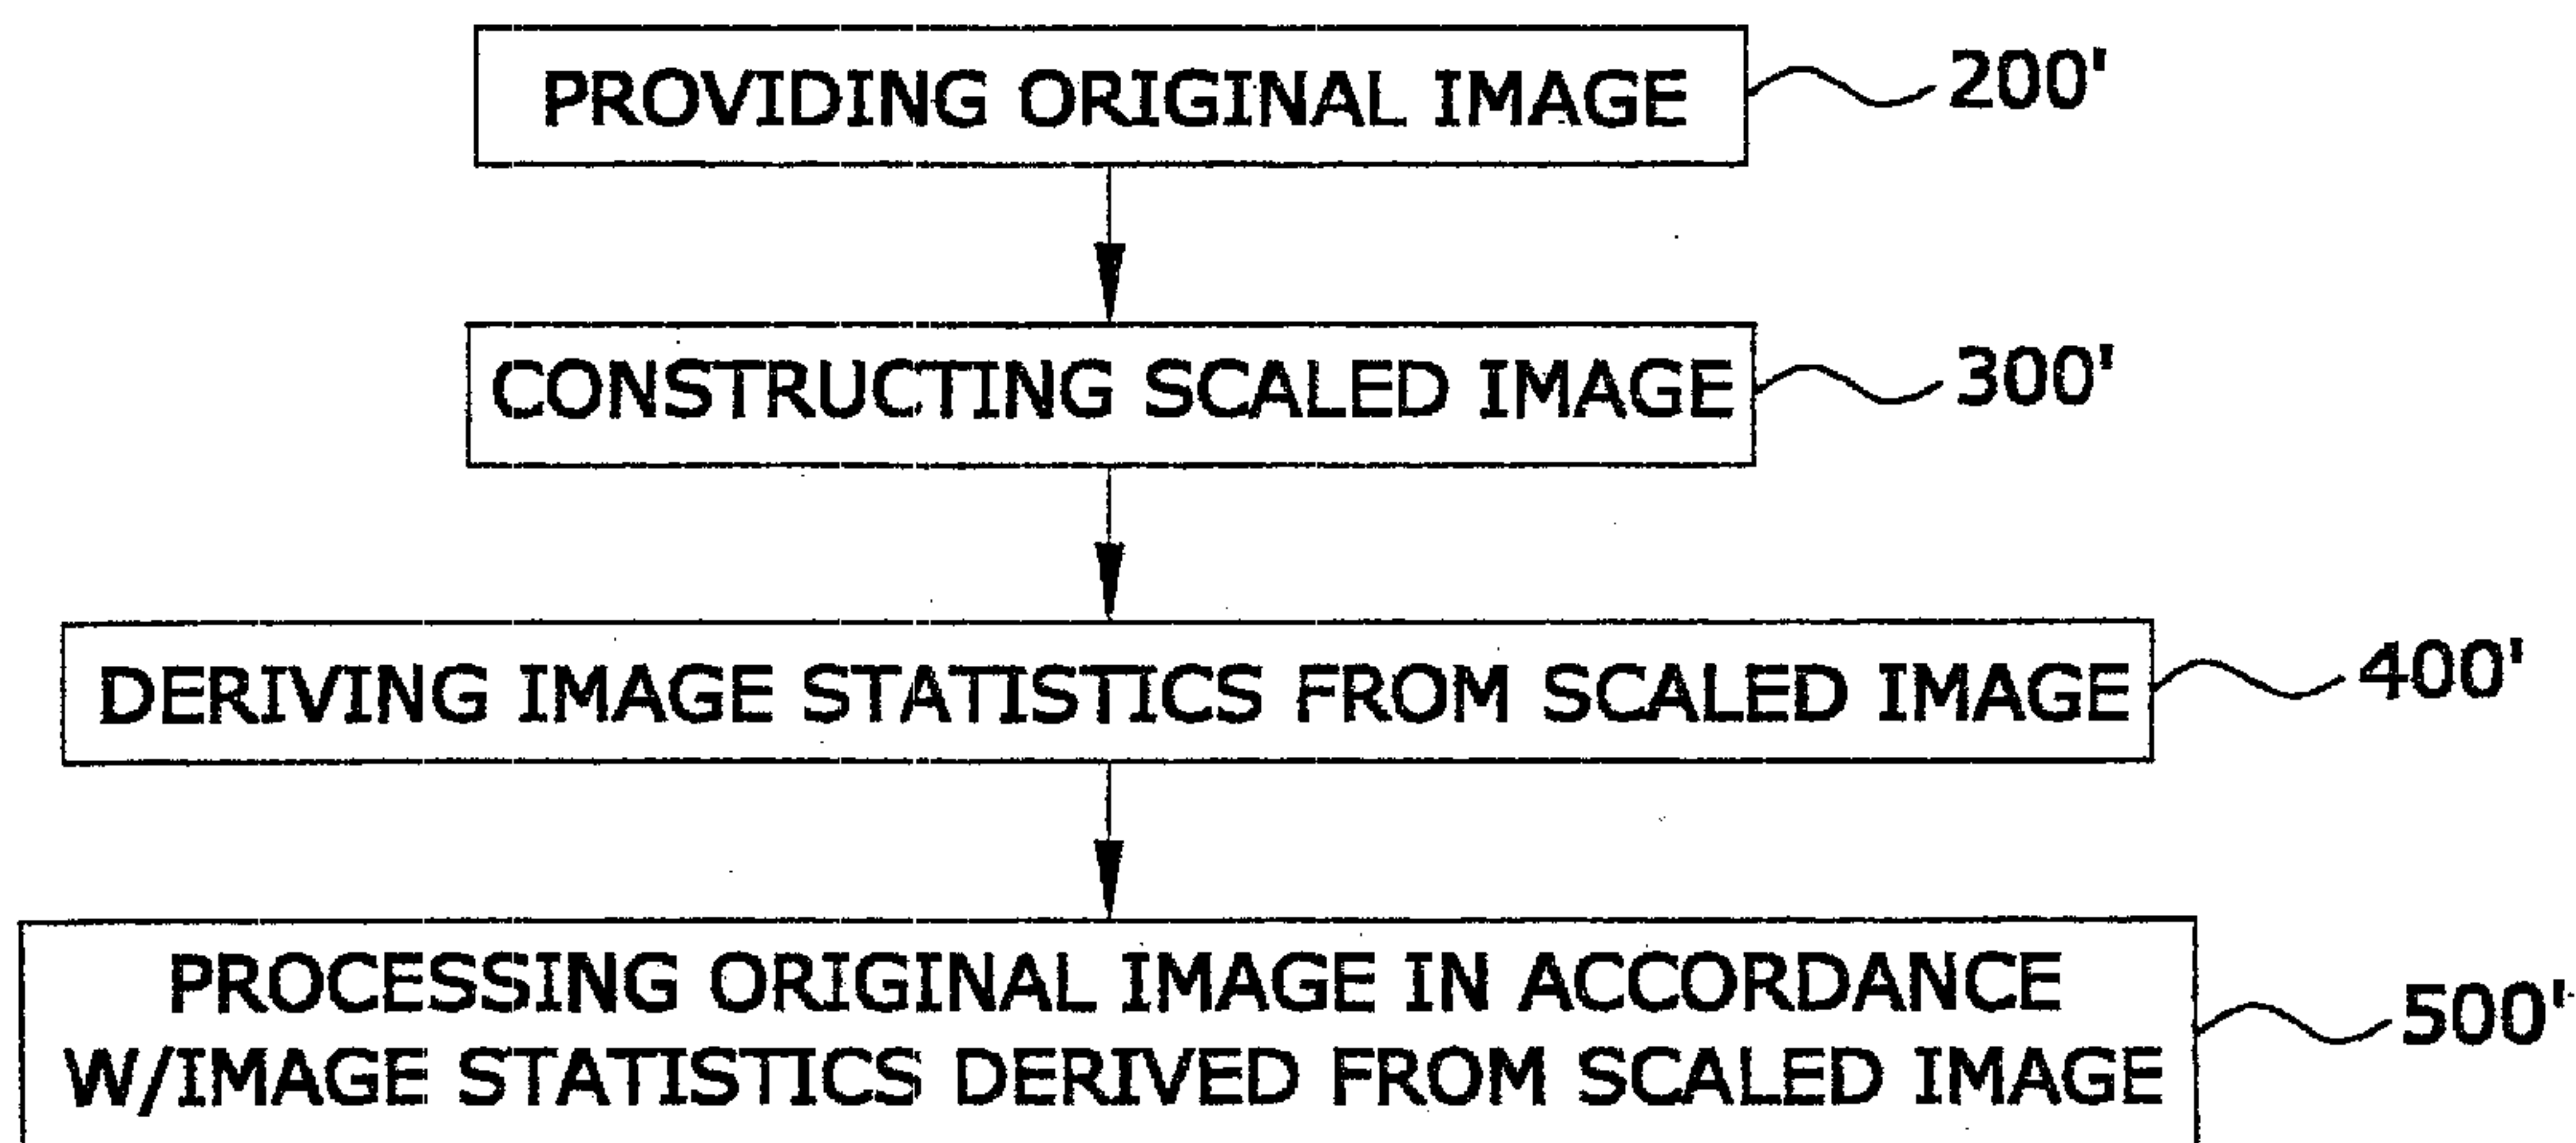 PROVIDING ORIGINAL IMAGE 200'
CONSTRUCTING SCALED IMAGE 300'
DERIVING IMAGE STATISTICS FROM SCALED IMAGE 400'
PROCESSING ORIGINAL IMAGE IN ACCORDANCE
W/IMAGE STATISTICS DERIVED FROM SCALED IMAGE 500'